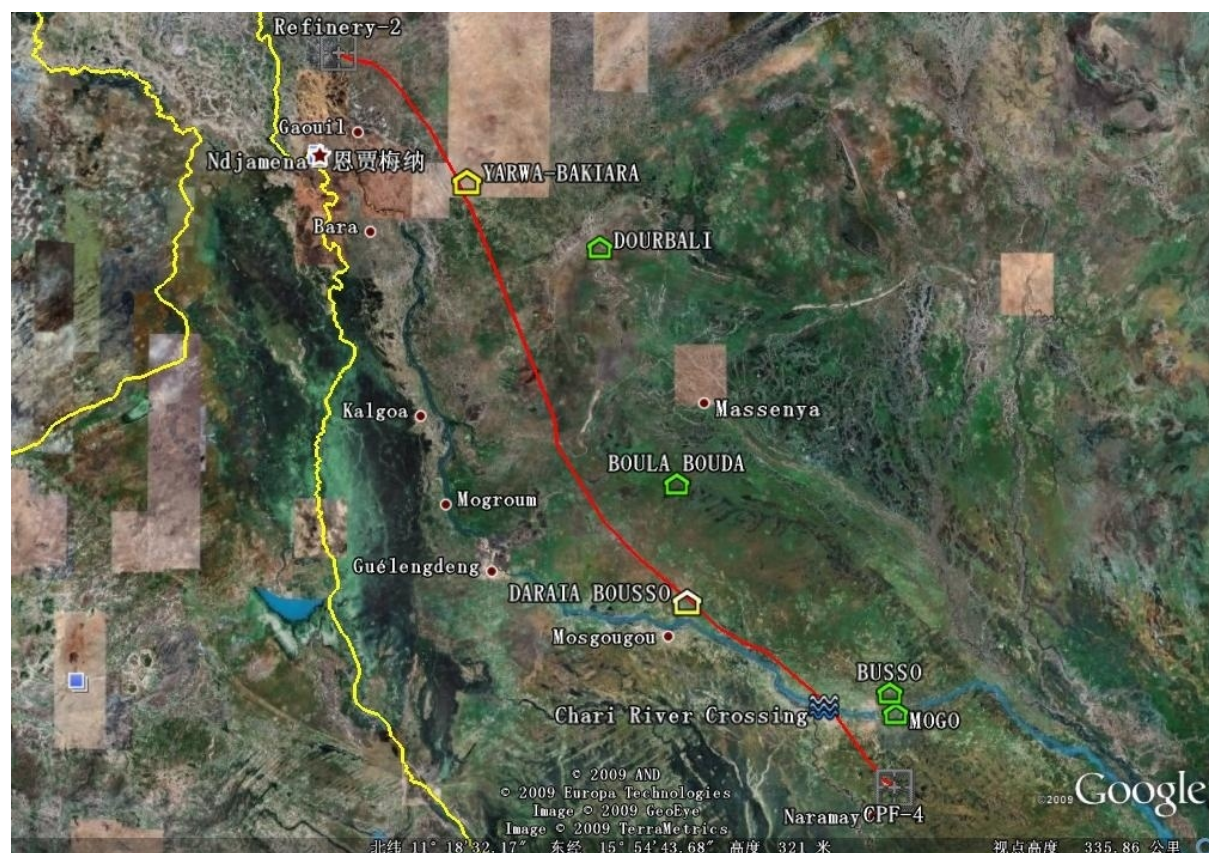 Refinery-2
Gaouil
Ndjamena 恩贾梅纳
YARWA-BAKIARA
Bara
DOURBALI
Kalgoa
Massenya
BOULA BOUDA
Mogroum
Guélengdeng
DARAIA BOUSSO
Mosgougou
BUSSO
Chari River Crossing
MOGO
© 2009 AND
© 2009 Europa Technologies
Image © 2009 GeoEye
Image © 2009 TerraMetrics
Naramay CPF-4
©2009 Google
北纬 11°18'32.17" 东经 15°54'43.68" 高度 321 米 视点高度 335.86 公里